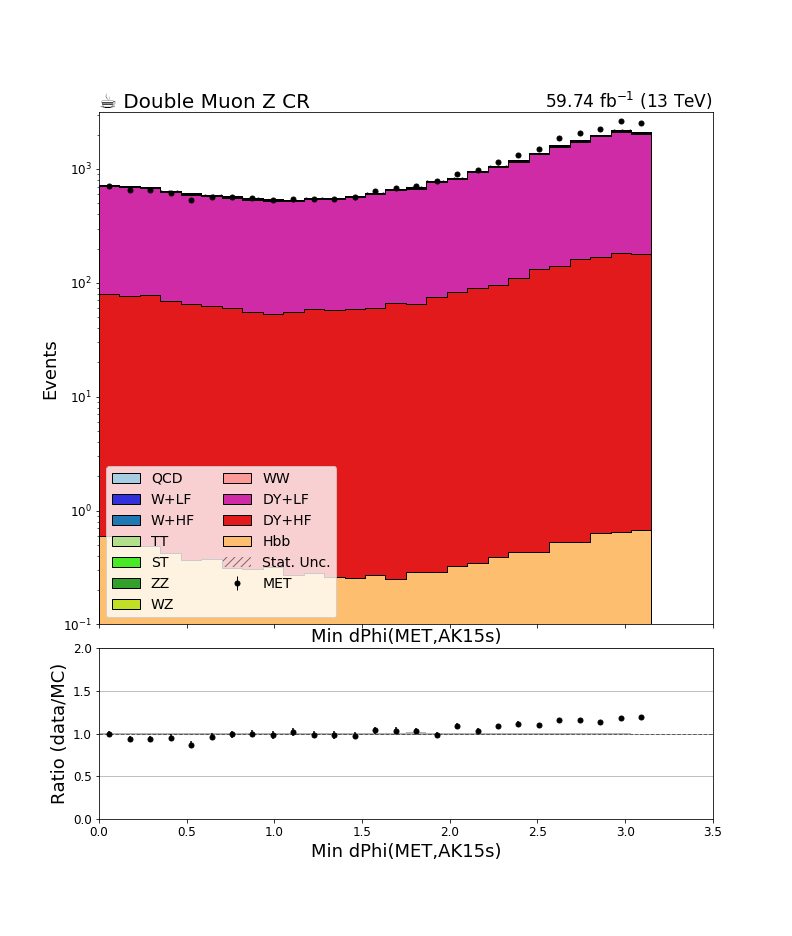 ☕ Double Muon Z CR
59.74 fb⁻¹ (13 TeV)
Events
10³
10²
10¹
10⁰
10⁻¹
QCD
W+LF
W+HF
TT
ST
ZZ
WZ
WW
DY+LF
DY+HF
Hbb
Stat. Unc.
MET
Min dPhi(MET,AK15s)
Ratio (data/MC)
2.0
1.5
1.0
0.5
0.0
0.0 0.5 1.0 1.5 2.0 2.5 3.0 3.5
Min dPhi(MET,AK15s)